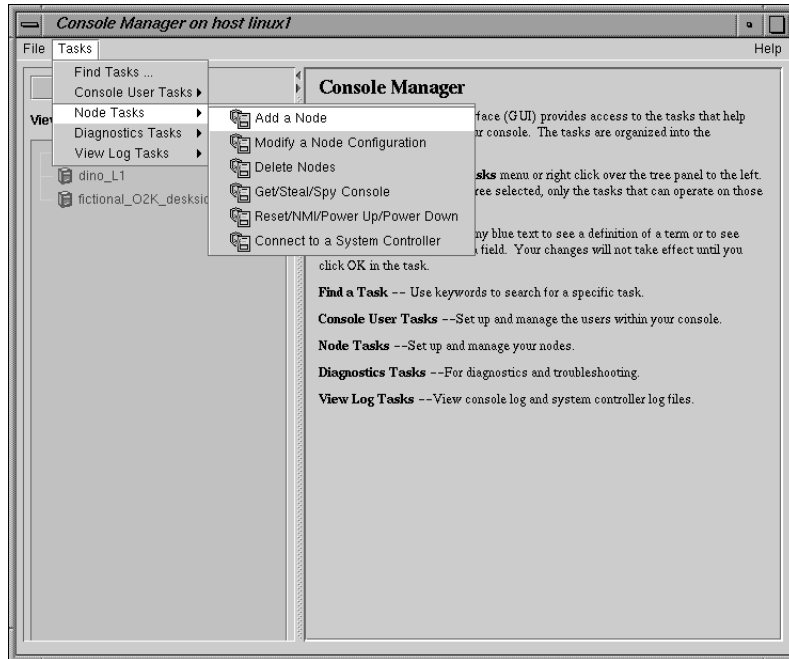 Console Manager on host linux1
File Tasks Help
Find Tasks ...
Console User Tasks
Node Tasks
Diagnostics Tasks
View Log Tasks
Add a Node
Modify a Node Configuration
Delete Nodes
Get/Steal/Spy Console
Reset/NMI/Power Up/Power Down
Connect to a System Controller
dino_L1
Console Manager
(GUI) provides access to the tasks that help
console. The tasks are organized into the
menu or right click over the tree panel to the left.
selected, only the tasks that can operate on those
blue text to see a definition of a term or to see
field. Your changes will not take effect until you
click OK in the task.
Find a Task -- Use keywords to search for a specific task.
Console User Tasks --Set up and manage the users within your console.
Node Tasks --Set up and manage your nodes.
Diagnostics Tasks --For diagnostics and troubleshooting.
View Log Tasks --View console log and system controller log files.